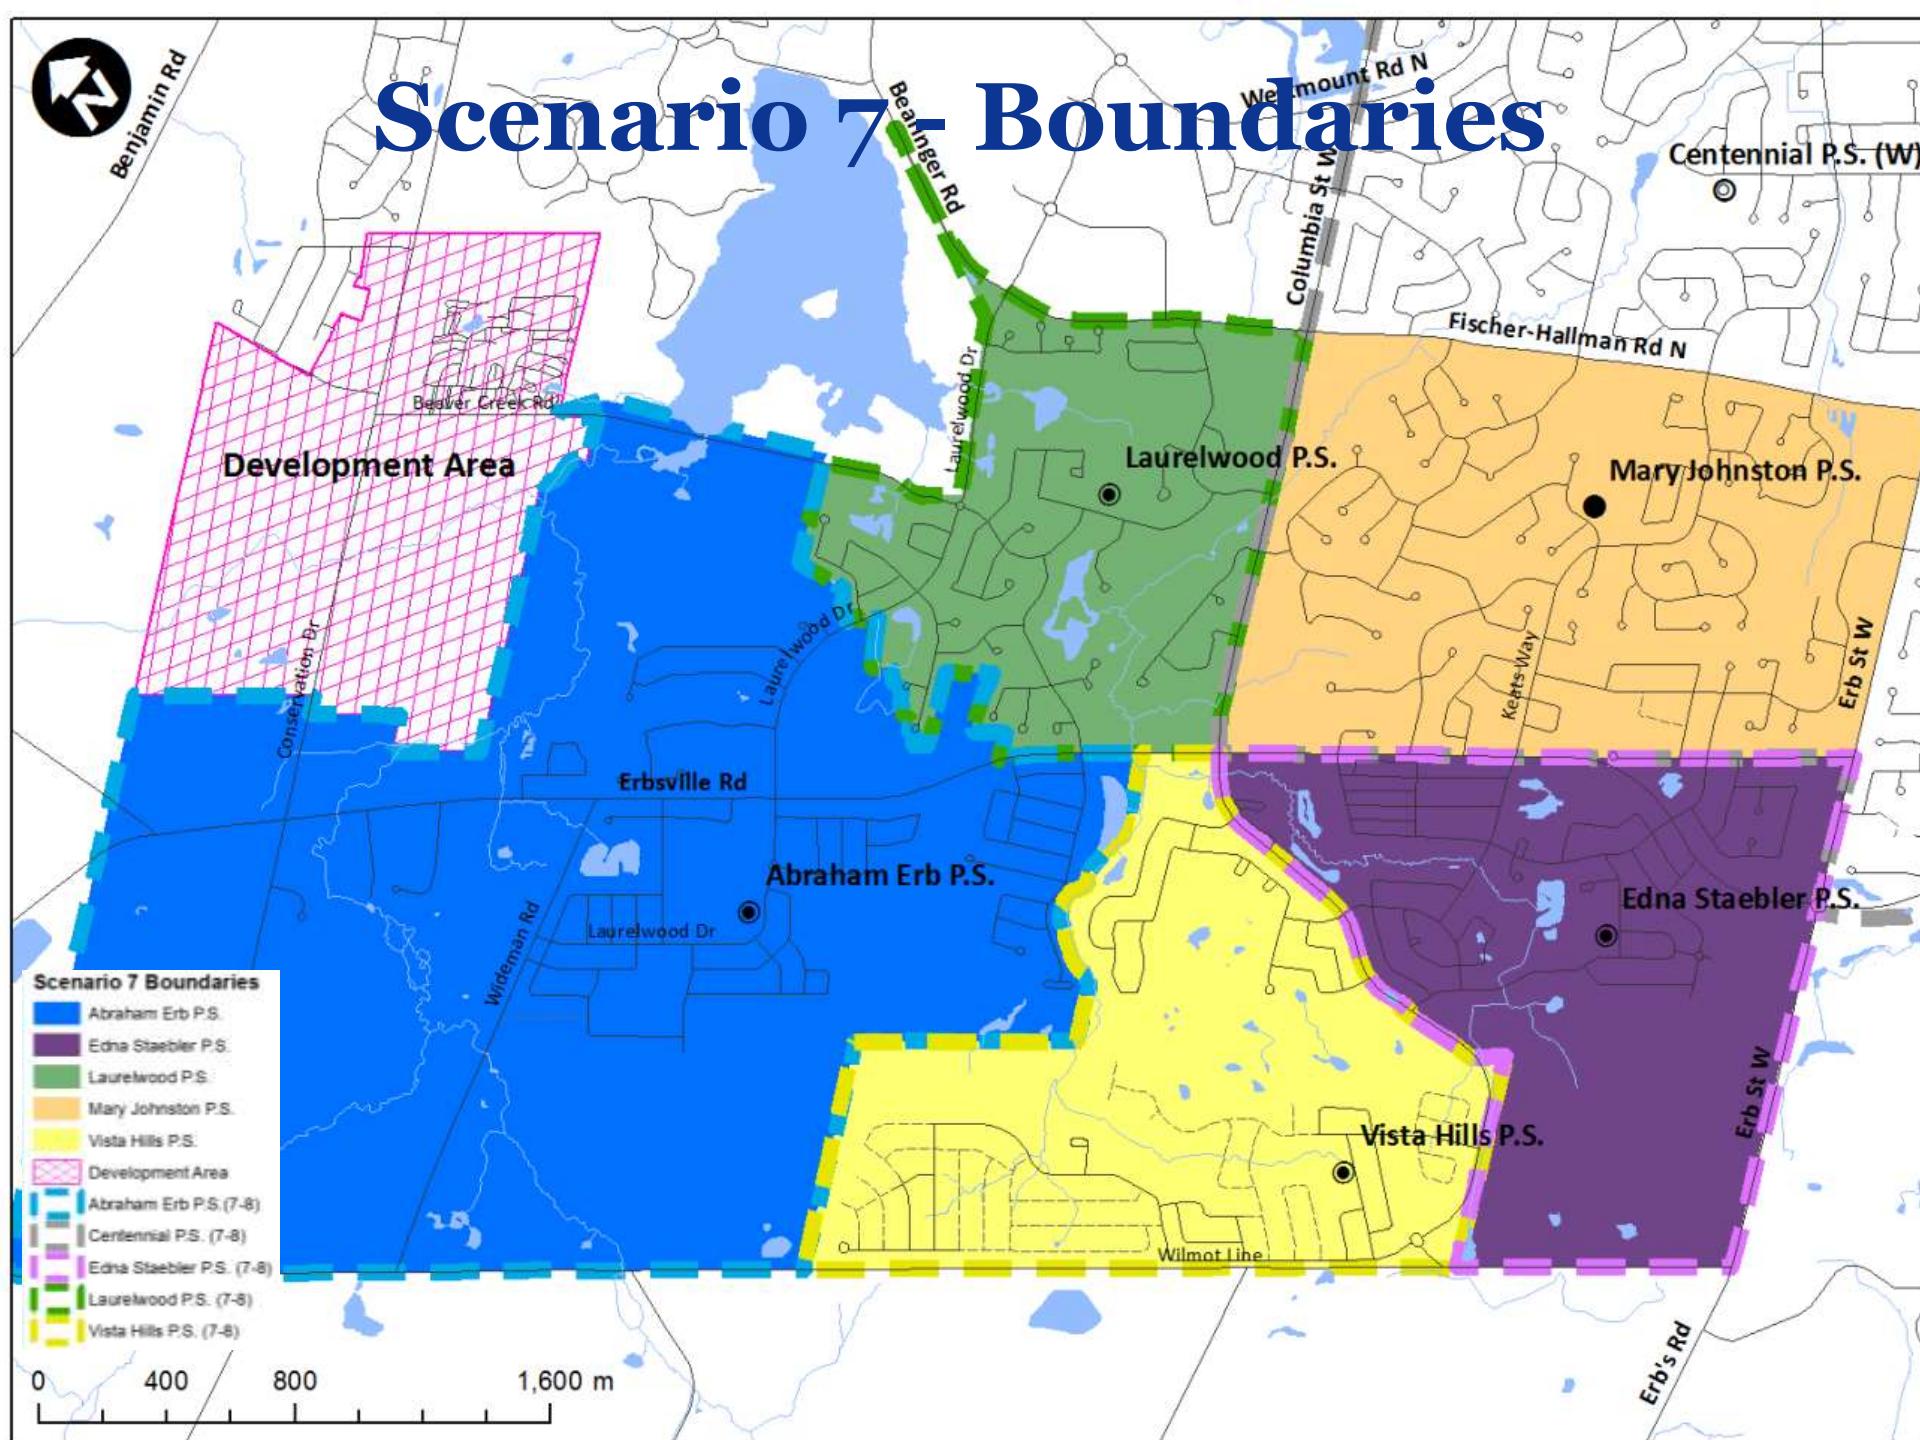 Scenario 7 - Boundaries
N
Benjamin Rd
Bearinger Rd
Westmount Rd N
Columbia St W
Centennial P.S. (W)
Fischer-Hallman Rd N
Beaver Creek Rd
Laurelwood Dr
Development Area
Laurelwood P.S.
Mary Johnston P.S.
Conservation Dr
Laurelwood Dr
Keats Way
Erb St W
Erbsville Rd
Abraham Erb P.S.
Edna Staebler P.S.
Laurelwood Dr
Wideman Rd
Vista Hills P.S.
Erb St W
Wilmot Line
Erb's Rd
Scenario 7 Boundaries
Abraham Erb P.S.
Edna Staebler P.S.
Laurelwood P.S.
Mary Johnston P.S.
Vista Hills P.S.
Development Area
Abraham Erb P.S.(7-8)
Centennial P.S. (7-8)
Edna Staebler P.S. (7-8)
Laurelwood P.S. (7-8)
Vista Hills P.S. (7-8)
0 400 800 1,600 m